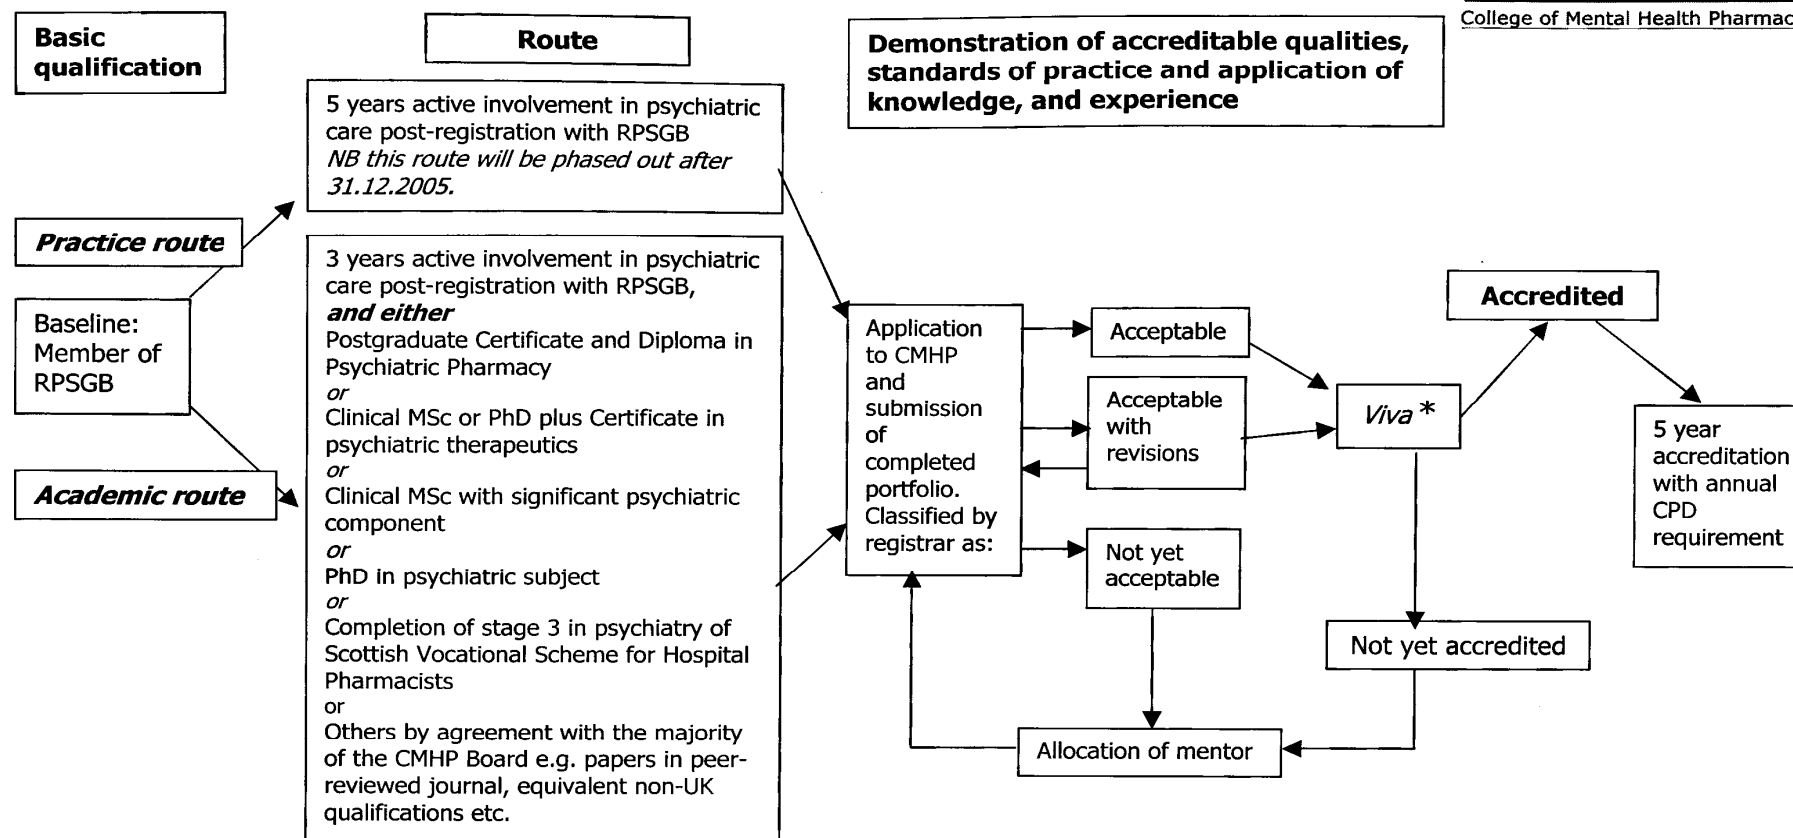 College of Mental Health Pharmac
Basic
qualification
Route
Demonstration of accreditable qualities,
standards of practice and application of
knowledge, and experience
5 years active involvement in psychiatric
care post-registration with RPSGB
NB this route will be phased out after
31.12.2005.
Practice route
Baseline:
Member of
RPSGB
Academic route
3 years active involvement in psychiatric
care post-registration with RPSGB,
and either
Postgraduate Certificate and Diploma in
Psychiatric Pharmacy
or
Clinical MSc or PhD plus Certificate in
psychiatric therapeutics
or
Clinical MSc with significant psychiatric
component
or
PhD in psychiatric subject
or
Completion of stage 3 in psychiatry of
Scottish Vocational Scheme for Hospital
Pharmacists
or
Others by agreement with the majority
of the CMHP Board e.g. papers in peer-
reviewed journal, equivalent non-UK
qualifications etc.
Application
to CMHP
and
submission
of
completed
portfolio.
Classified by
registrar as:
Acceptable
Acceptable
with
revisions
Not yet
acceptable
Viva *
Accredited
5 year
accreditation
with annual
CPD
requirement
Not yet accredited
Allocation of mentor